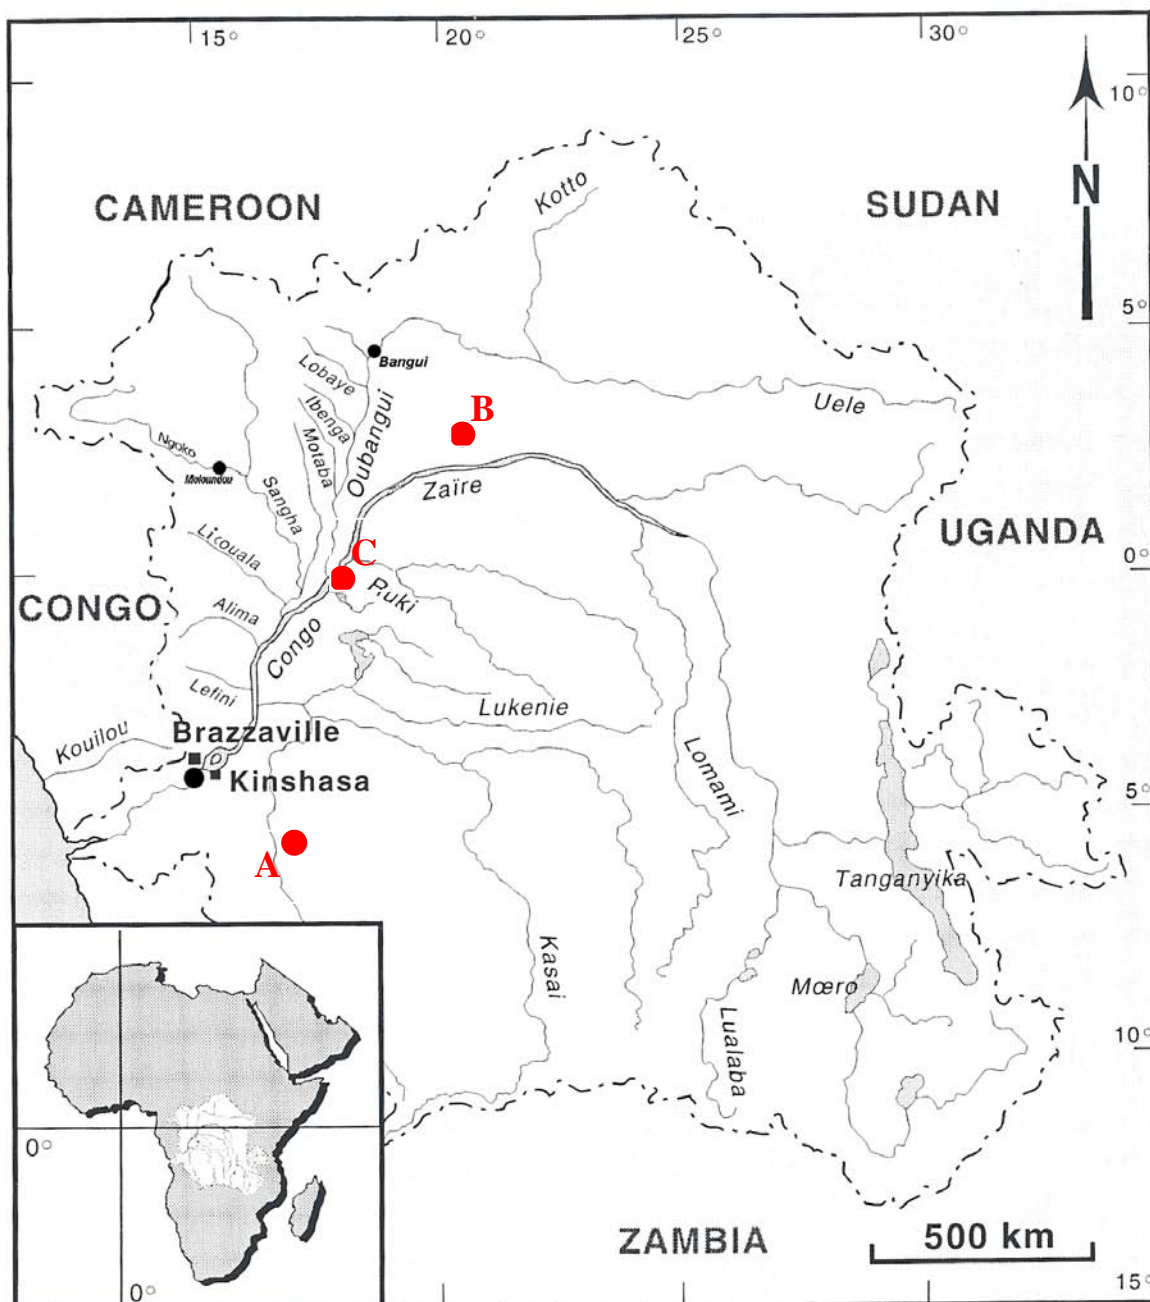 15°
20°
25°
30°
10°
N
CAMEROON
SUDAN
Kotto
5°
Bangui
Lobaye
Ibenga
Motaba
Oubangui
B
Uele
Ngoko
Moloundou
Sangha
Zaïre
UGANDA
C
0°
Likouala
Ruki
CONGO
Alima
Congo
Lefini
Lukenie
Kouilou
Brazzaville
Kinshasa
Lomami
5°
A
Tanganyika
Kasai
Mœro
Lualaba
10°
0°
0°
ZAMBIA
500 km
15°